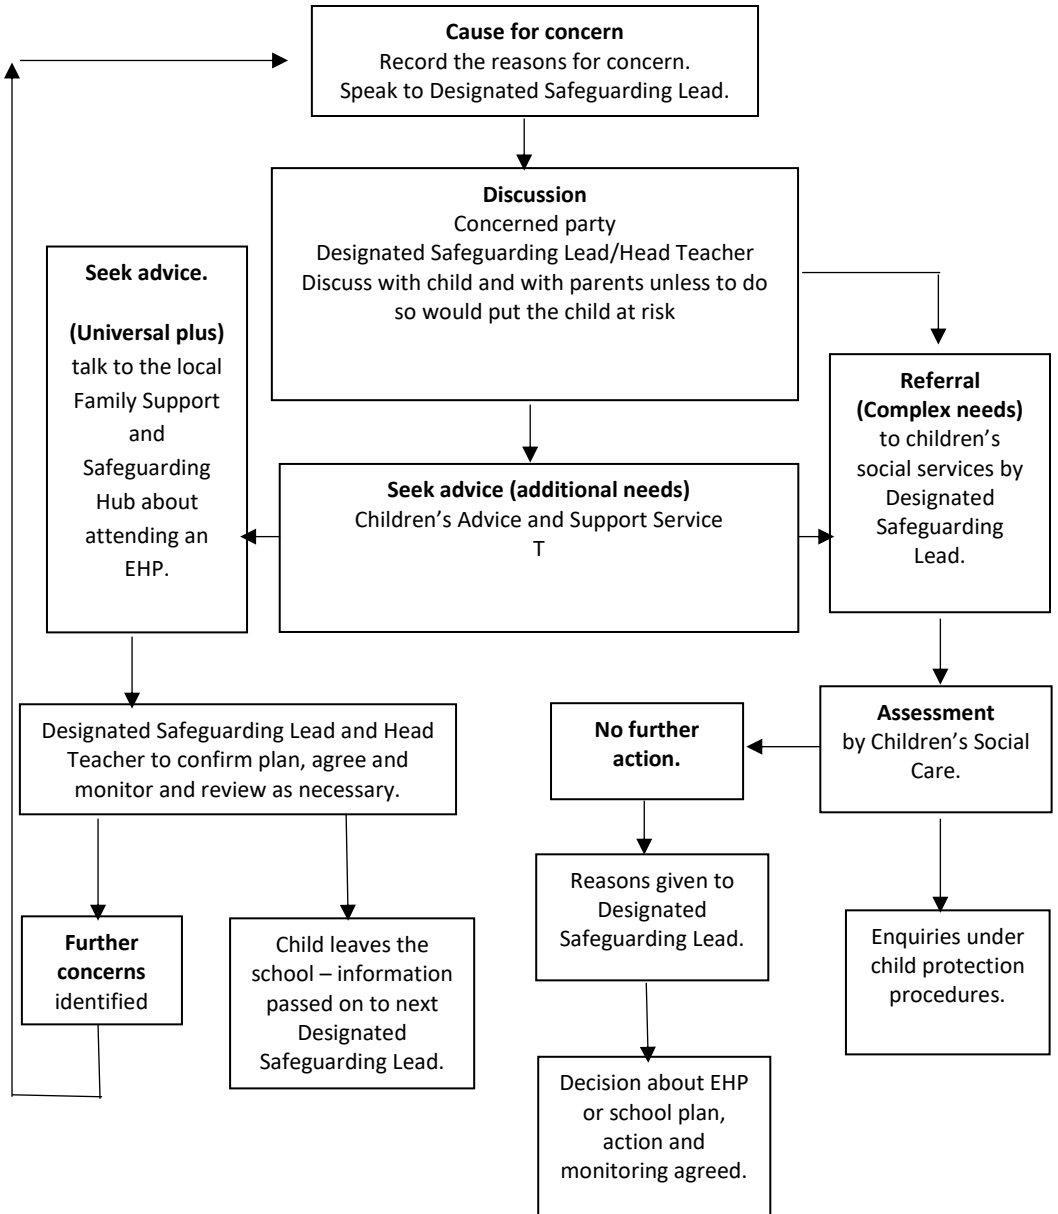 Cause for concern
Record the reasons for concern.
Speak to Designated Safeguarding Lead.
Discussion
Concerned party
Designated Safeguarding Lead/Head Teacher
Discuss with child and with parents unless to do
so would put the child at risk
Seek advice.
(Universal plus)
talk to the local
Family Support
and
Safeguarding
Hub about
attending an
EHP.
Referral
(Complex needs)
to children’s
social services by
Designated
Safeguarding
Lead.
Seek advice (additional needs)
Children’s Advice and Support Service
T
Designated Safeguarding Lead and Head
Teacher to confirm plan, agree and
monitor and review as necessary.
No further
action.
Assessment
by Children’s Social
Care.
Reasons given to
Designated
Safeguarding Lead.
Further
concerns
identified
Child leaves the
school – information
passed on to next
Designated
Safeguarding Lead.
Enquiries under
child protection
procedures.
Decision about EHP
or school plan,
action and
monitoring agreed.